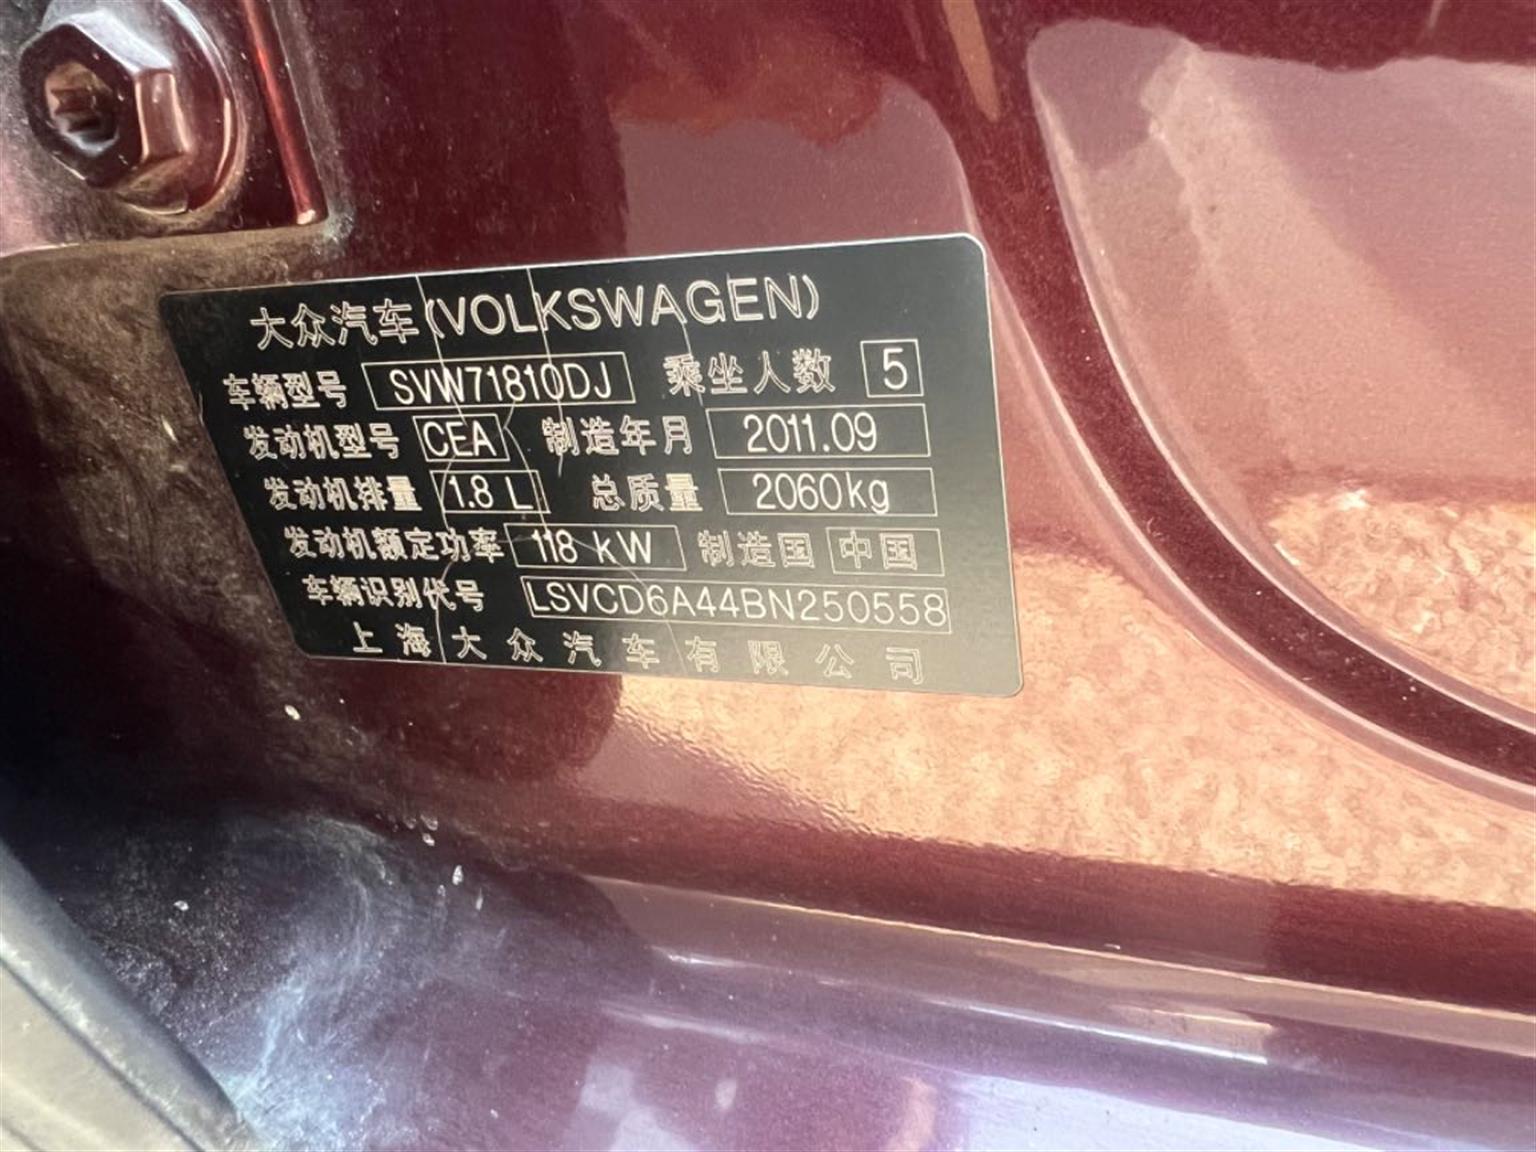 大众汽车(VOLKSWAGEN)
车辆型号 SVW71810DJ 乘坐人数 5
发动机型号 CEA 制造年月 2011.09
发动机排量 1.8 L 总质量 2060kg
发动机额定功率 118 kW 制造国 中国
车辆识别代号 LSVCD6A44BN250558
上海大众汽车有限公司